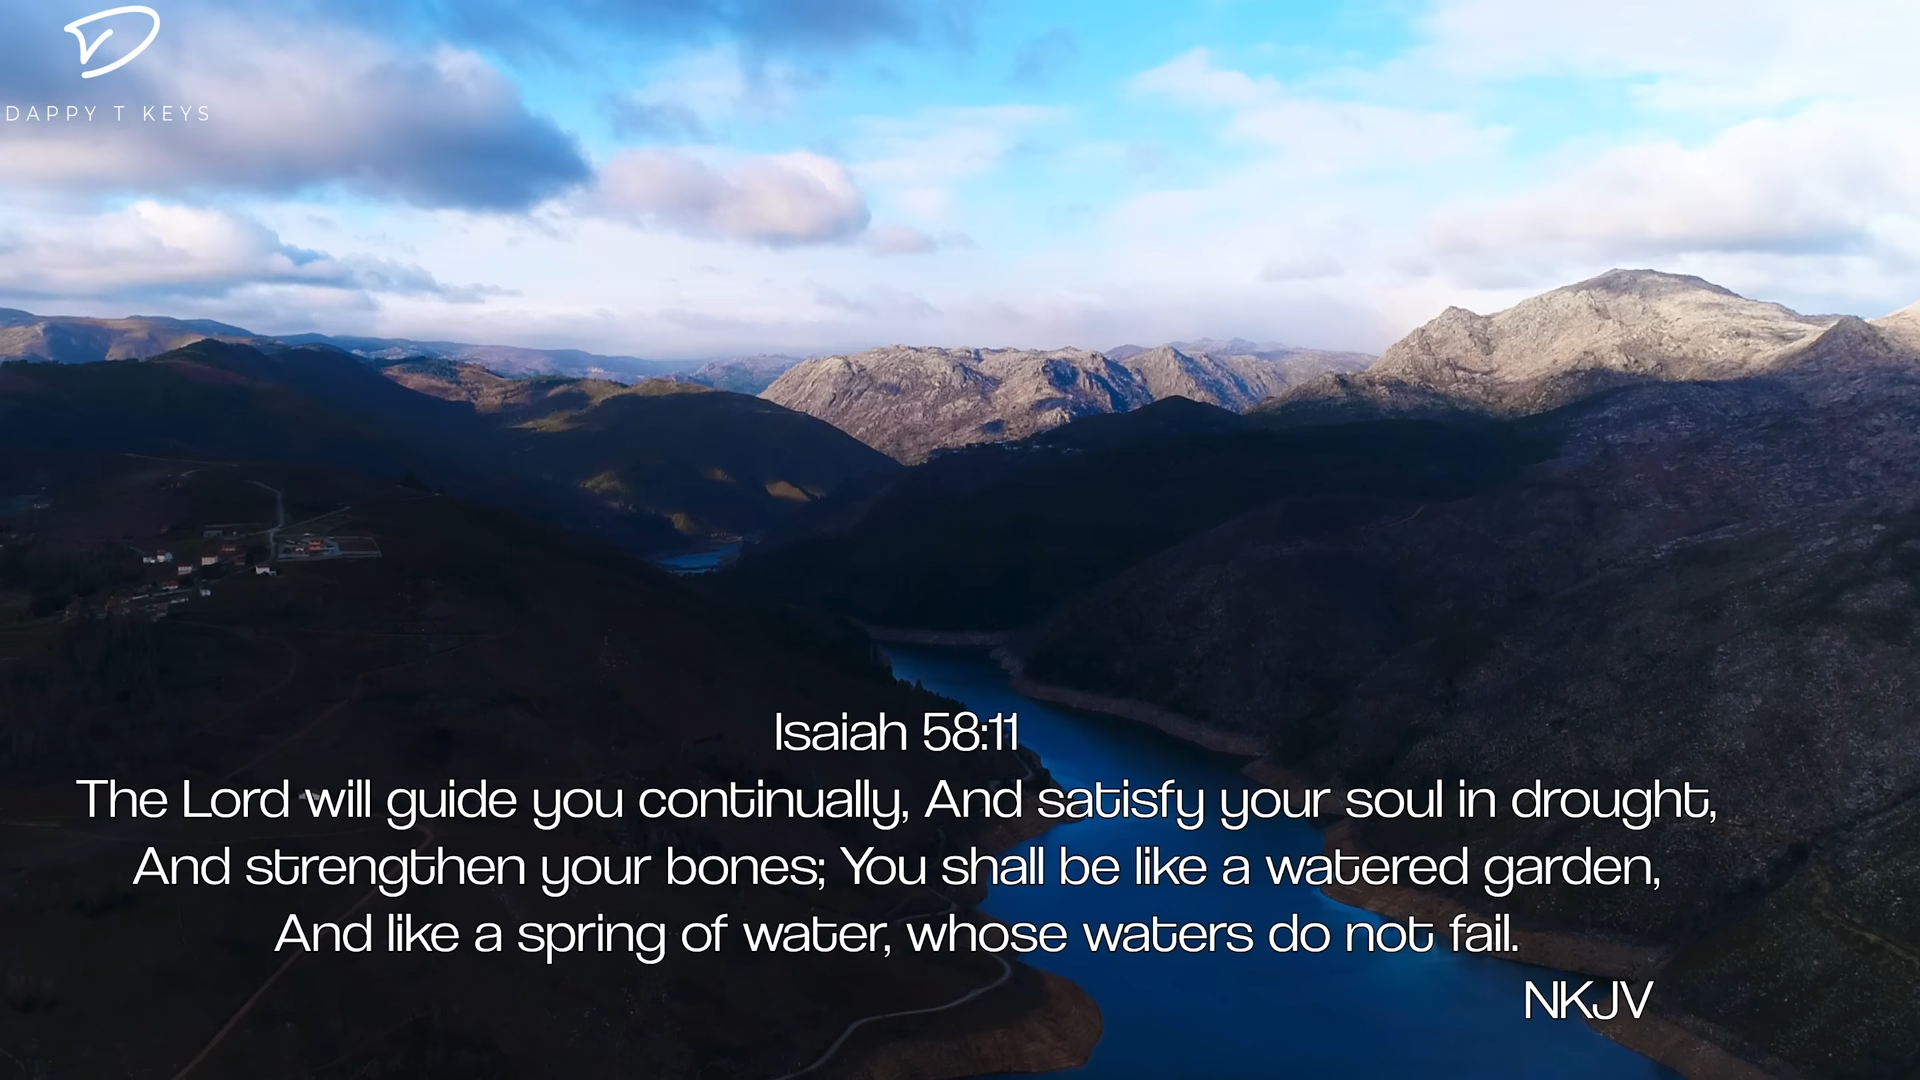 DAPPY T KEYS
Isaiah 58:11
The Lord will guide you continually, And satisfy your soul in drought,
And strengthen your bones; You shall be like a watered garden,
And like a spring of water, whose waters do not fail.
NKJV